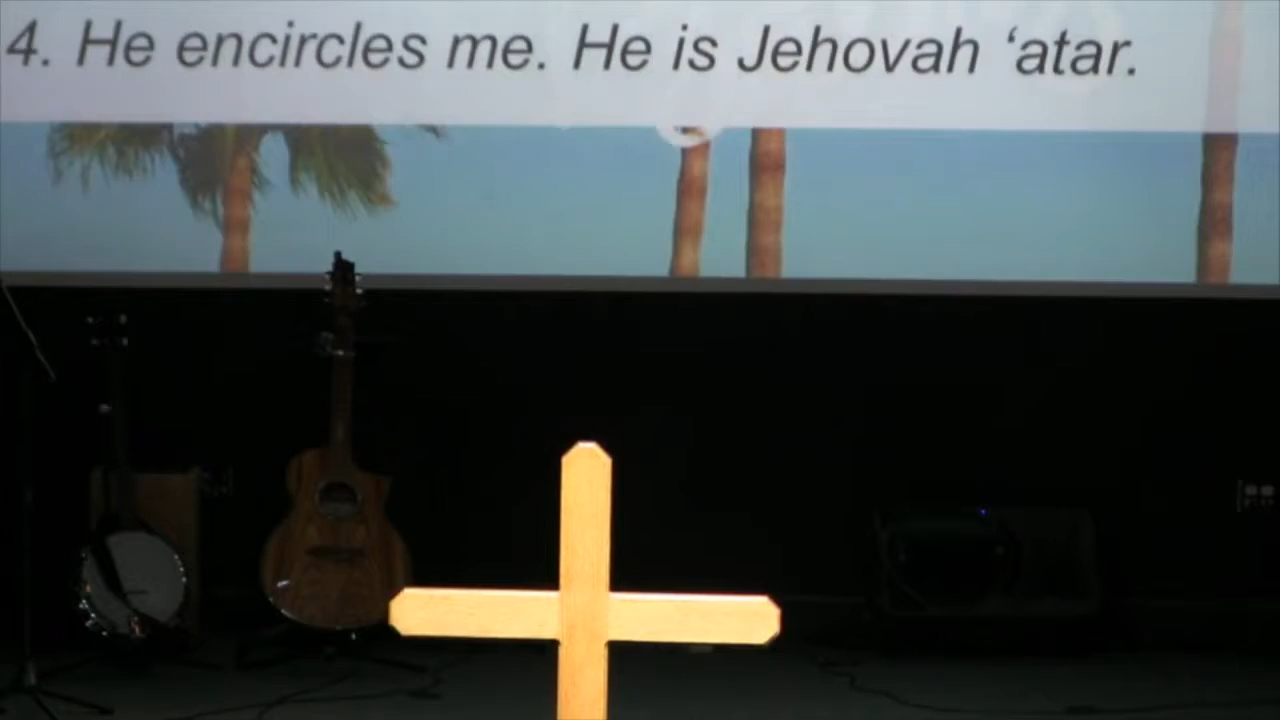 4. He encircles me. He is Jehovah ‘atar.